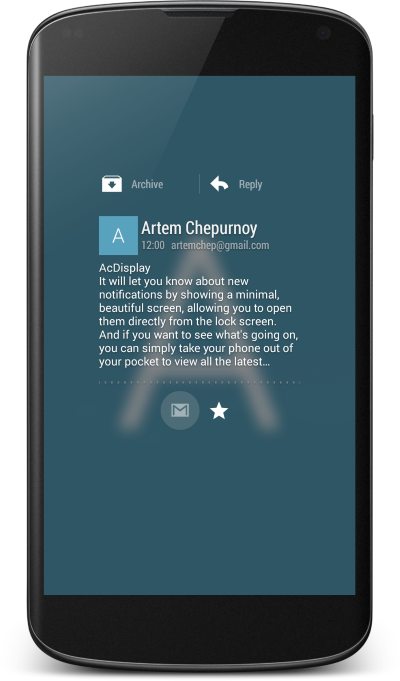 Archive Reply
A Artem Chepurnoy
12:00 artemchep@gmail.com
AcDisplay
It will let you know about new
notifications by showing a minimal,
beautiful screen, allowing you to open
them directly from the lock screen.
And if you want to see what's going on,
you can simply take your phone out of
your pocket to view all the latest...